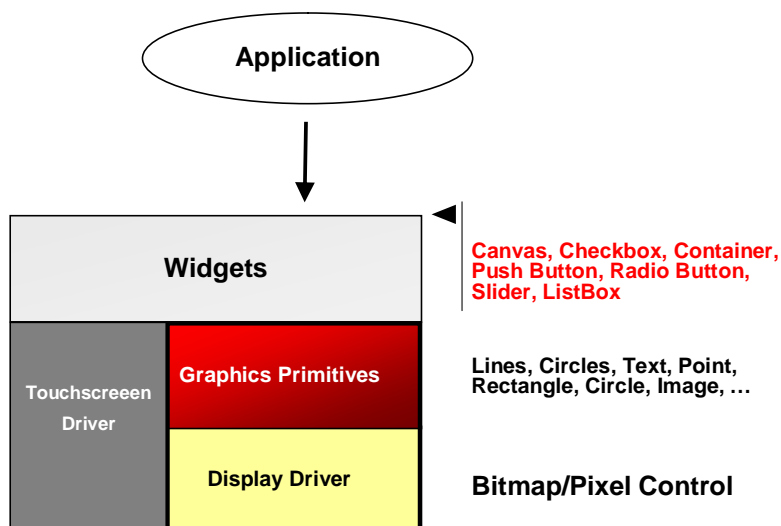 Application
Widgets
Canvas, Checkbox, Container,
Push Button, Radio Button,
Slider, ListBox
Graphics Primitives
Lines, Circles, Text, Point,
Rectangle, Circle, Image, …
Touchscreeen
Driver
Display Driver
Bitmap/Pixel Control